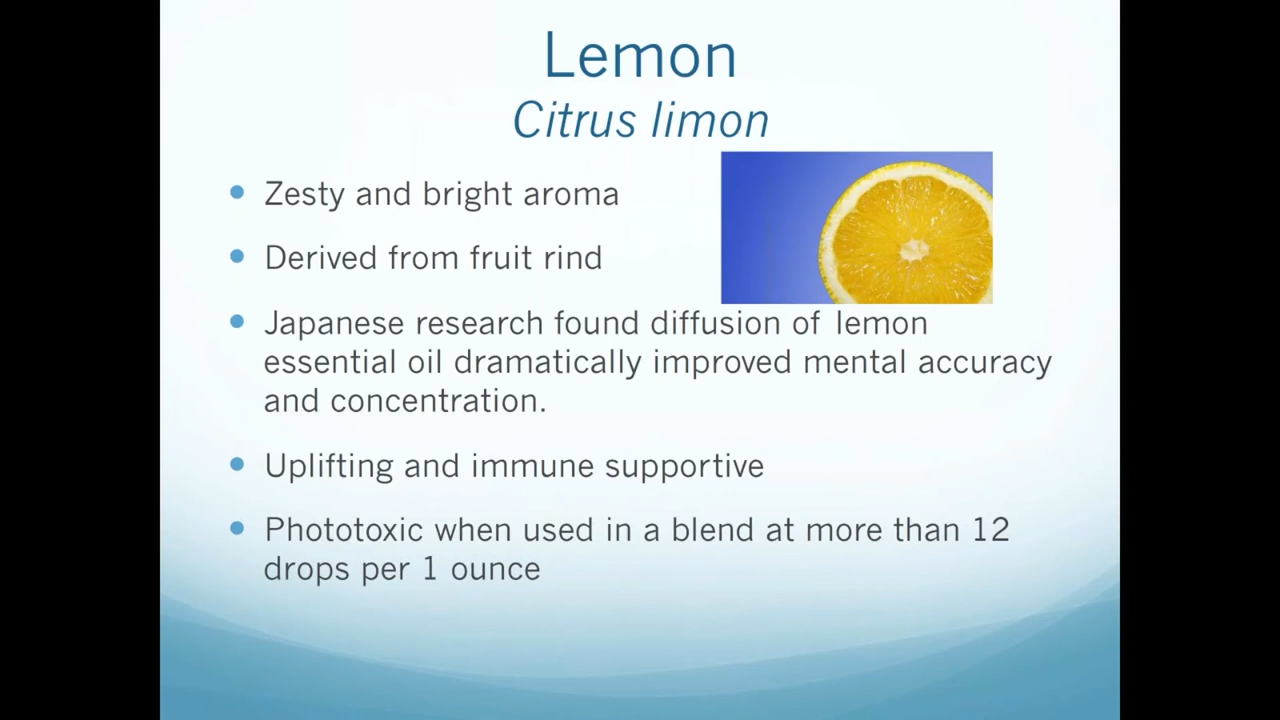 Lemon
Citrus limon
• Zesty and bright aroma
• Derived from fruit rind
• Japanese research found diffusion of lemon
essential oil dramatically improved mental accuracy
and concentration.
• Uplifting and immune supportive
• Phototoxic when used in a blend at more than 12
drops per 1 ounce